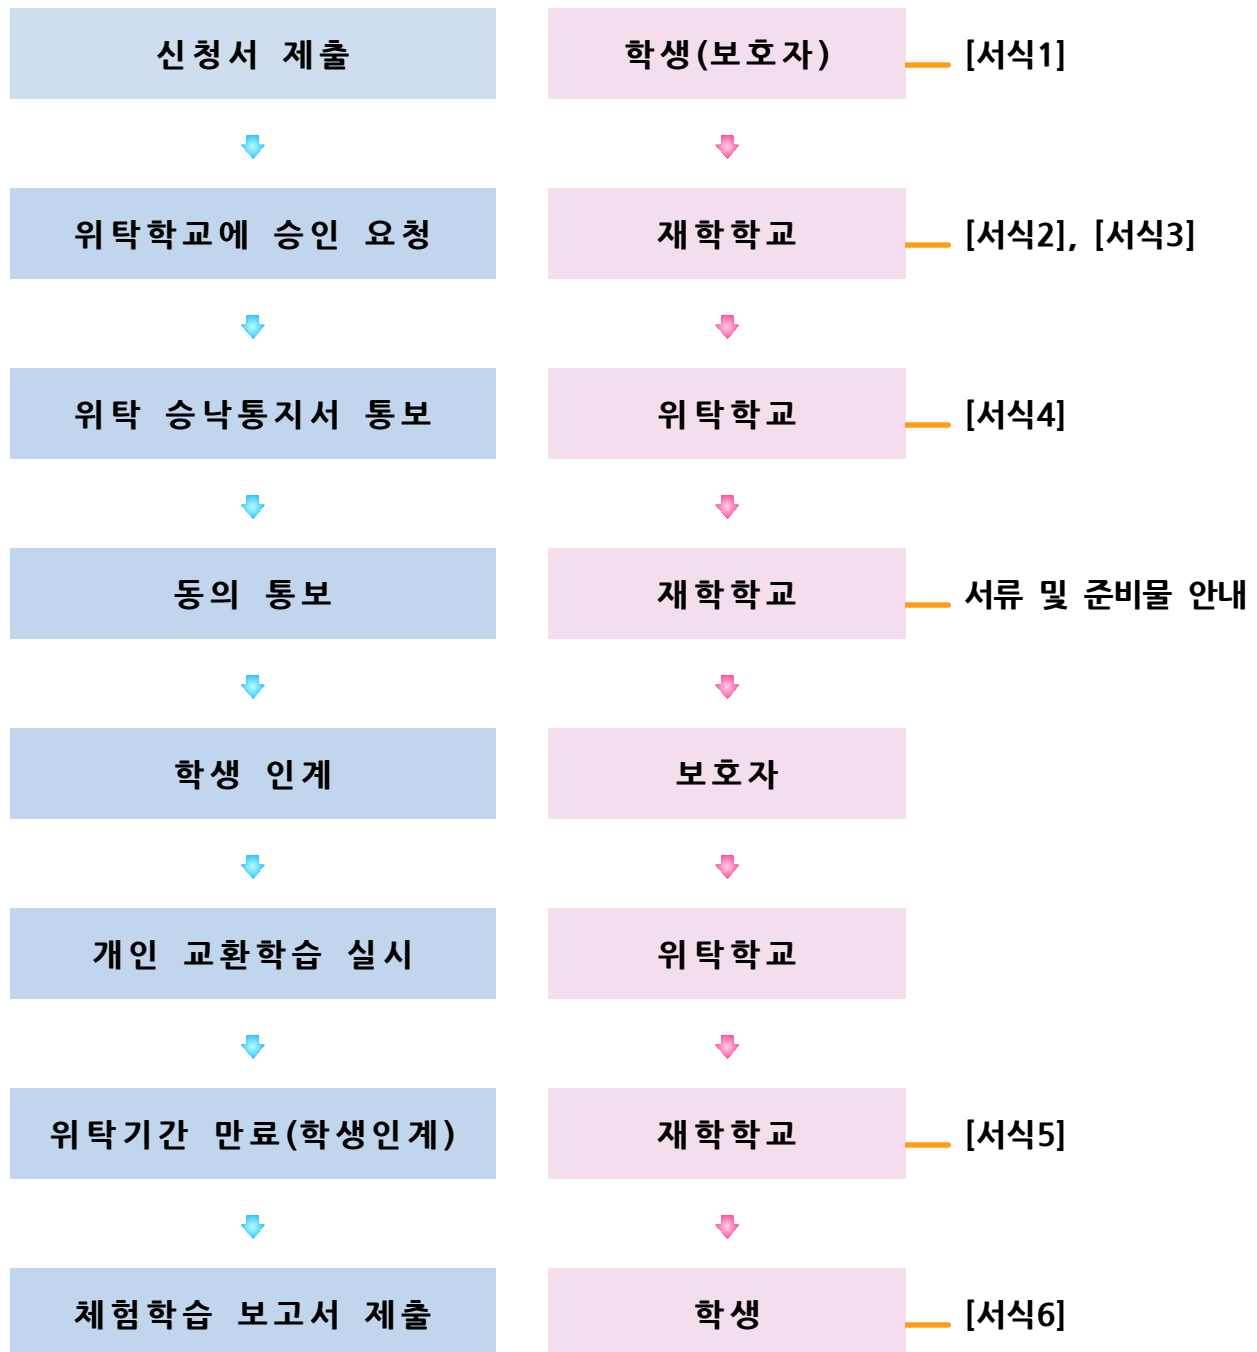 신청서 제출 학생(보호자) [서식1]
위탁학교에 승인 요청 재학학교 [서식2], [서식3]
위탁 승낙통지서 통보 위탁학교 [서식4]
동의 통보 재학학교 서류 및 준비물 안내
학생 인계 보호자
개인 교환학습 실시 위탁학교
위탁기간 만료(학생인계) 재학학교 [서식5]
체험학습 보고서 제출 학생 [서식6]